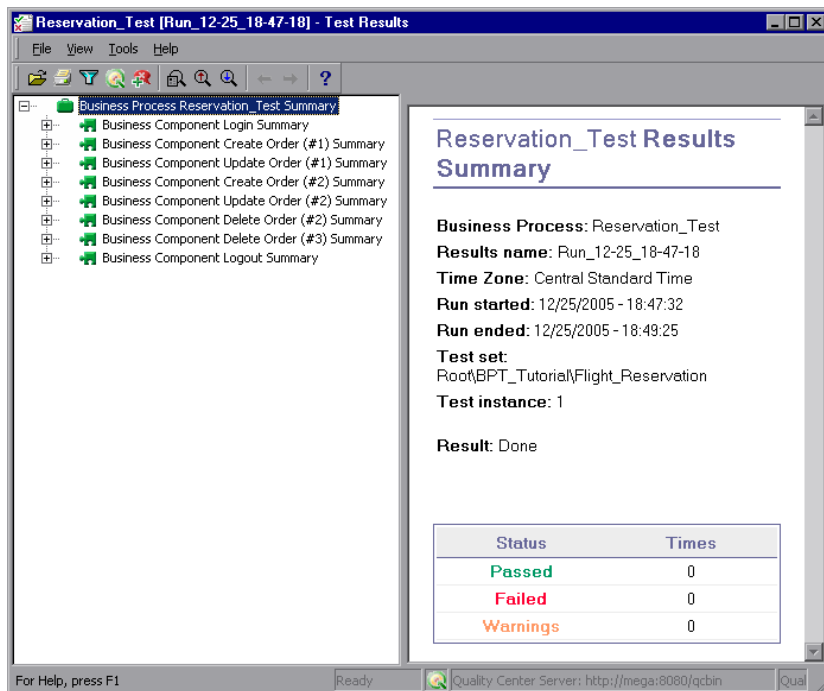 Reservation_Test [Run_12-25_18-47-18] - Test Results
File View Tools Help
?
Business Process Reservation_Test Summary
Business Component Login Summary
Business Component Create Order (#1) Summary
Business Component Update Order (#1) Summary
Business Component Create Order (#2) Summary
Business Component Update Order (#2) Summary
Business Component Delete Order (#2) Summary
Business Component Delete Order (#3) Summary
Business Component Logout Summary
Reservation_Test Results
Summary
Business Process: Reservation_Test
Results name: Run_12-25_18-47-18
Time Zone: Central Standard Time
Run started: 12/25/2005 - 18:47:32
Run ended: 12/25/2005 - 18:49:25
Test set:
Root\BPT_Tutorial\Flight_Reservation
Test instance: 1
Result: Done
Status Times
Passed 0
Failed 0
Warnings 0
For Help, press F1 Ready Quality Center Server: http://mega:8080/qcbin Qual